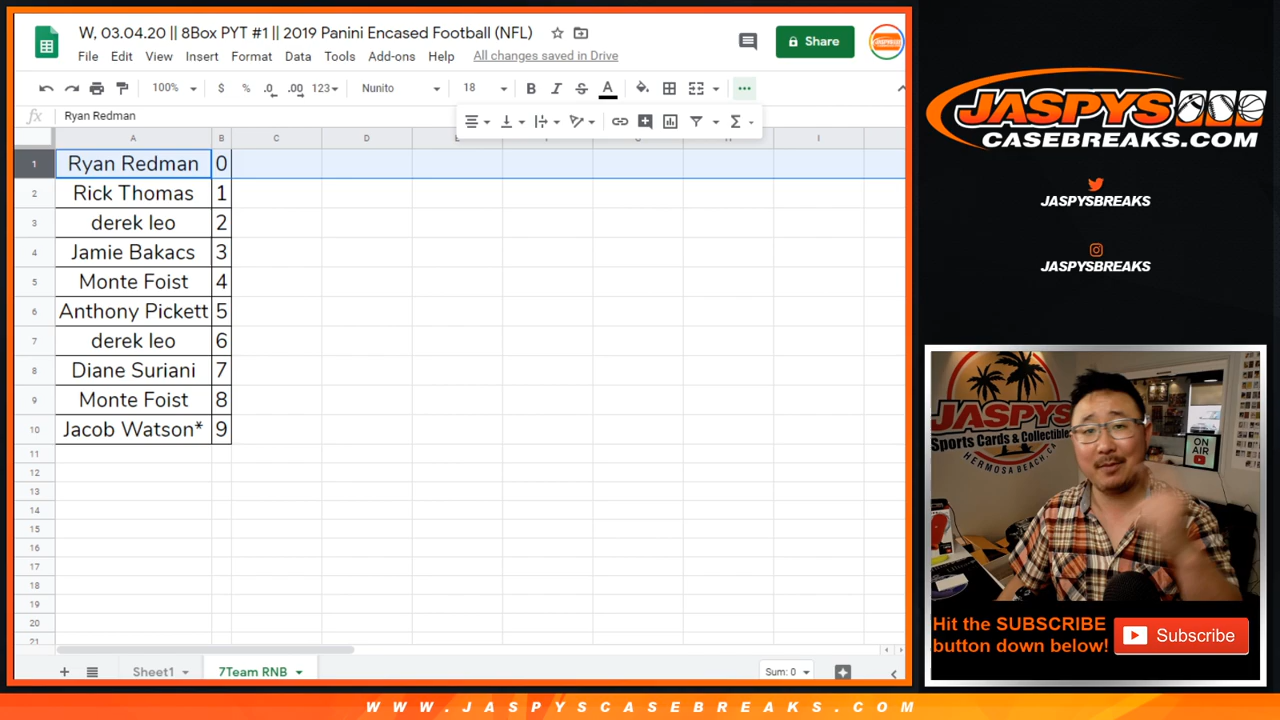 W, 03.04.20 || 8Box PYT #1 || 2019 Panini Encased Football (NFL)
File Edit View Insert Format Data Tools Add-ons Help All changes saved in Drive
Share
100% $ % .0 .00 123 Nunito 18 B I S A
fx Ryan Redman
A B C D E F G H I
1 Ryan Redman 0
2 Rick Thomas 1
3 derek leo 2
4 Jamie Bakacs 3
5 Monte Foist 4
6 Anthony Pickett 5
7 derek leo 6
8 Diane Suriani 7
9 Monte Foist 8
10 Jacob Watson* 9
11
12
13
14
15
16
17
18
19
20
21
Sheet1 7Team RNB Sum: 0
JASPYS
CASEBREAKS.COM
JASPYSBREAKS
JASPYSBREAKS
JASPYS
Sports Cards & Collectibles
HERMOSA BEACH, CA
ON
AIR
Hit the SUBSCRIBE
button down below!
Subscribe
WWW.JASPYSCASEBREAKS.COM